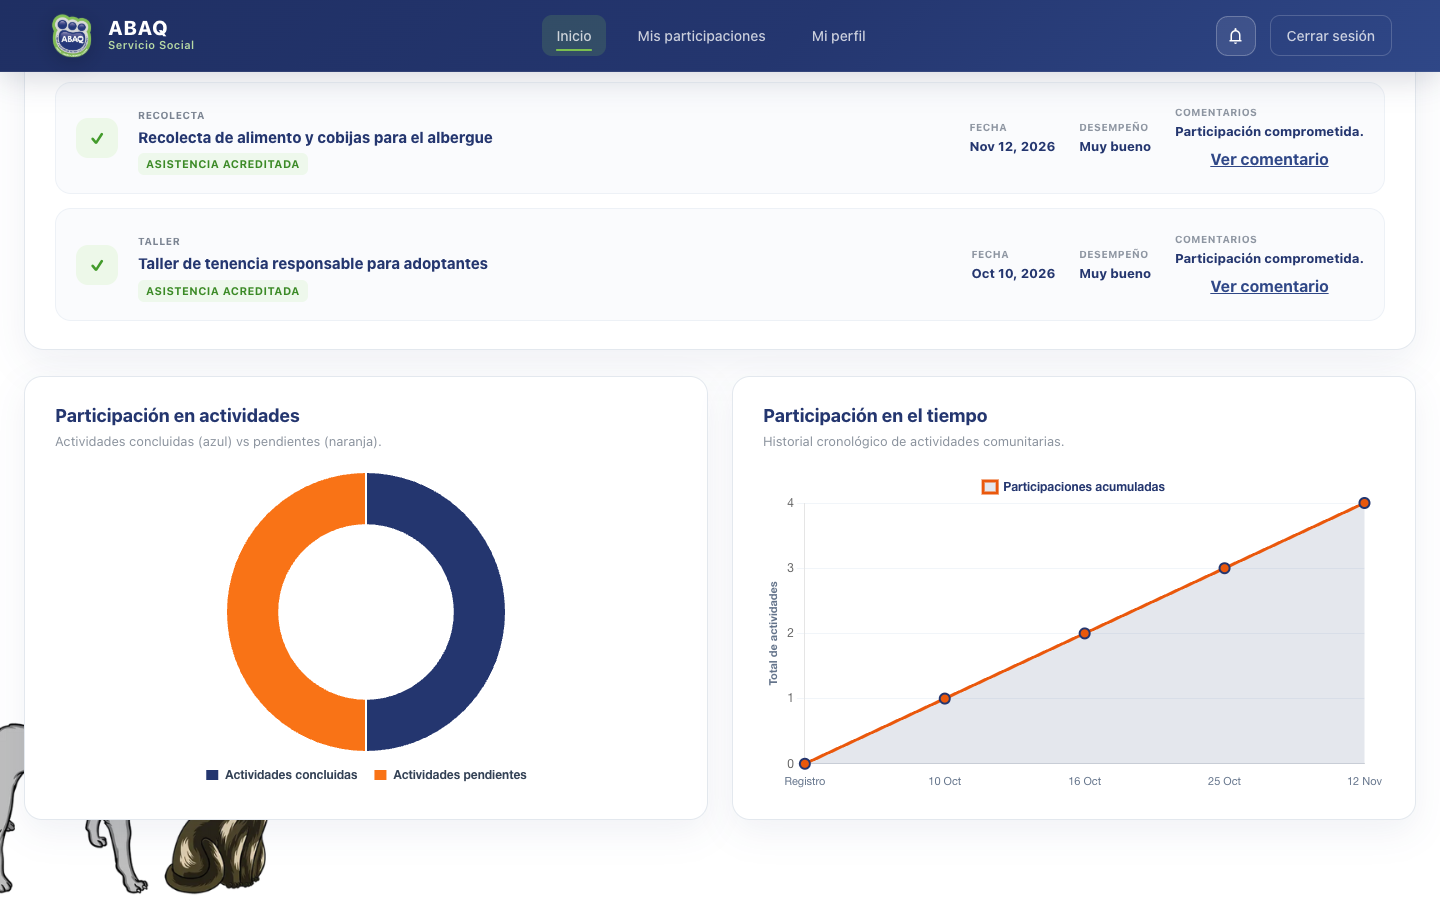 ABAQ
Servicio Social
ABAQ
Inicio
Mis participaciones
Mi perfil
Cerrar sesión
RECOLECTA
Recolecta de alimento y cobijas para el albergue
ASISTENCIA ACREDITADA
FECHA
Nov 12, 2026
DESEMPEÑO
Muy bueno
COMENTARIOS
Participación comprometida.
Ver comentario
TALLER
Taller de tenencia responsable para adoptantes
ASISTENCIA ACREDITADA
FECHA
Oct 10, 2026
DESEMPEÑO
Muy bueno
COMENTARIOS
Participación comprometida.
Ver comentario
Participación en actividades
Actividades concluidas (azul) vs pendientes (naranja).
Actividades concluidas
Actividades pendientes
Participación en el tiempo
Historial cronológico de actividades comunitarias.
Participaciones acumuladas
Total de actividades
4
3
2
1
0
Registro
10 Oct
16 Oct
25 Oct
12 Nov